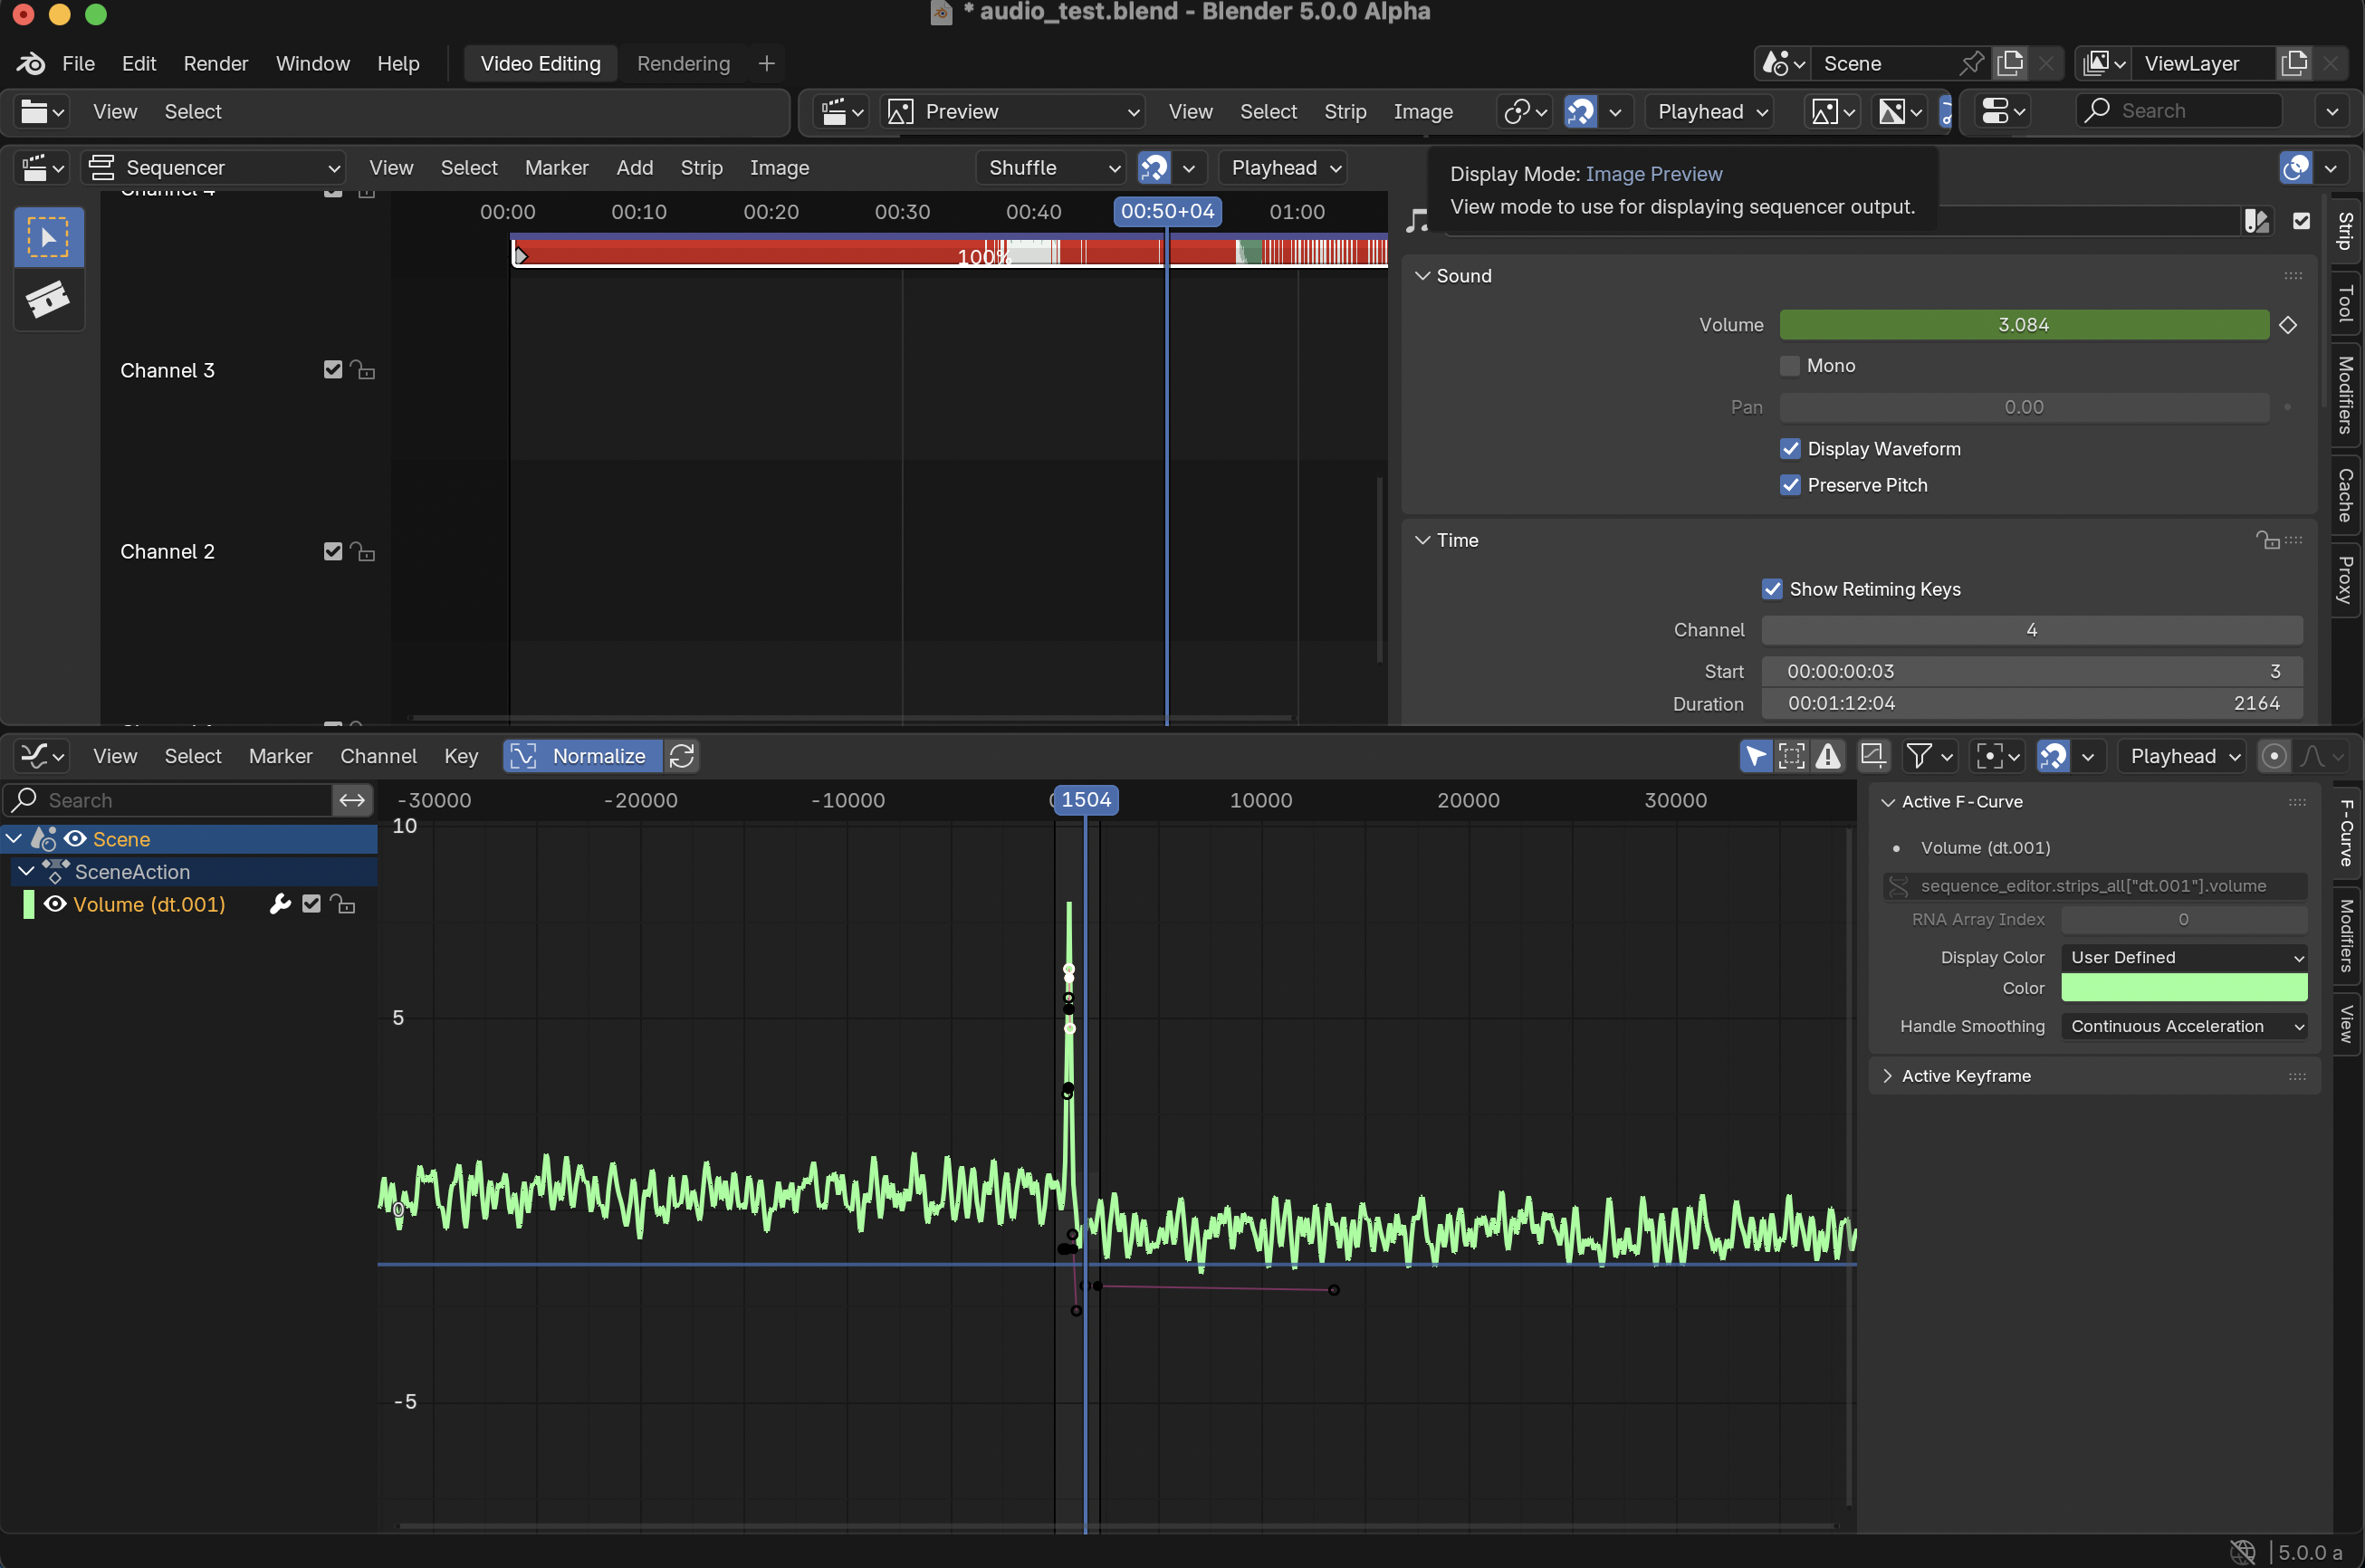 * audio_test.blend - Blender 5.0.0 Alpha
File Edit Render Window Help Video Editing Rendering + Scene ViewLayer
View Select Preview View Select Strip Image Playhead Search
Sequencer View Select Marker Add Strip Image Shuffle Playhead
Display Mode: Image Preview
View mode to use for displaying sequencer output.
Channel 4
00:00 00:10 00:20 00:30 00:40 00:50+04 01:00
100%
Channel 3
Channel 2
Sound
Volume 3.084
Mono
Pan 0.00
Display Waveform
Preserve Pitch
Time
Show Retiming Keys
Channel 4
Start 00:00:00:03 3
Duration 00:01:12:04 2164
Strip
Tool
Modifiers
Cache
Proxy
View Select Marker Channel Key Normalize Playhead
Search
-30000 -20000 -10000 1504 10000 20000 30000
Scene
SceneAction
Volume (dt.001)
10
5
0
-5
Active F-Curve
Volume (dt.001)
sequence_editor.strips_all["dt.001"].volume
RNA Array Index 0
Display Color User Defined
Color
Handle Smoothing Continuous Acceleration
Active Keyframe
F-Curve
Modifiers
View
5.0.0 a